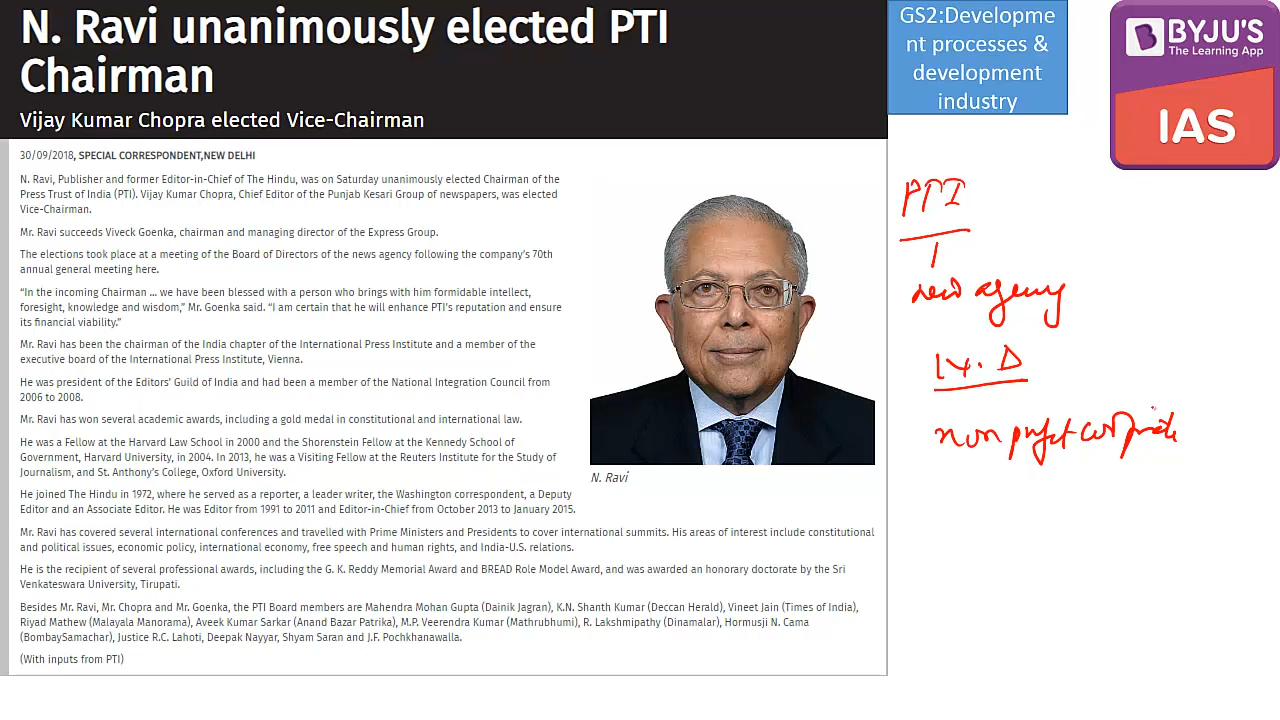 N. Ravi unanimously elected PTI
Chairman
Vijay Kumar Chopra elected Vice-Chairman
30/09/2018, SPECIAL CORRESPONDENT,NEW DELHI
N. Ravi, Publisher and former Editor-in-Chief of The Hindu, was on Saturday unanimously elected Chairman of the
Press Trust of India (PTI). Vijay Kumar Chopra, Chief Editor of the Punjab Kesari Group of newspapers, was elected
Vice-Chairman.
Mr. Ravi succeeds Viveck Goenka, chairman and managing director of the Express Group.
The elections took place at a meeting of the Board of Directors of the news agency following the company's 70th
annual general meeting here.
“In the incoming Chairman ... we have been blessed with a person who brings with him formidable intellect,
foresight, knowledge and wisdom,” Mr. Goenka said. “I am certain that he will enhance PTI’s reputation and ensure
its financial viability.”
Mr. Ravi has been the chairman of the India chapter of the International Press Institute and a member of the
executive board of the International Press Institute, Vienna.
He was president of the Editors’ Guild of India and had been a member of the National Integration Council from
2006 to 2008.
Mr. Ravi has won several academic awards, including a gold medal in constitutional and international law.
He was a Fellow at the Harvard Law School in 2000 and the Shorenstein Fellow at the Kennedy School of
Government, Harvard University, in 2004. In 2013, he was a Visiting Fellow at the Reuters Institute for the Study of
Journalism, and St. Anthony’s College, Oxford University.
He joined The Hindu in 1972, where he served as a reporter, a leader writer, the Washington correspondent, a Deputy
Editor and an Associate Editor. He was Editor from 1991 to 2011 and Editor-in-Chief from October 2013 to January 2015.
Mr. Ravi has covered several international conferences and travelled with Prime Ministers and Presidents to cover international summits. His areas of interest include constitutional
and political issues, economic policy, international economy, free speech and human rights, and India-U.S. relations.
He is the recipient of several professional awards, including the G. K. Reddy Memorial Award and BREAD Role Model Award, and was awarded an honorary doctorate by the Sri
Venkateswara University, Tirupati.
Besides Mr. Ravi, Mr. Chopra and Mr. Goenka, the PTI Board members are Mahendra Mohan Gupta (Dainik Jagran), K.N. Shanth Kumar (Deccan Herald), Vineet Jain (Times of India),
Riyad Mathew (Malayala Manorama), Aveek Kumar Sarkar (Anand Bazar Patrika), M.P. Veerendra Kumar (Mathrubhumi), R. Lakshmipathy (Dinamalar), Hormusji N. Cama
(BombaySamachar), Justice R.C. Lahoti, Deepak Nayyar, Shyam Saran and J.F. Pochkhanawalla.
(With inputs from PTI)
N. Ravi
GS2:Developme
nt processes &
development
industry
BYJU'S
The Learning App
IAS
PTI
new agency
N. D
non profit